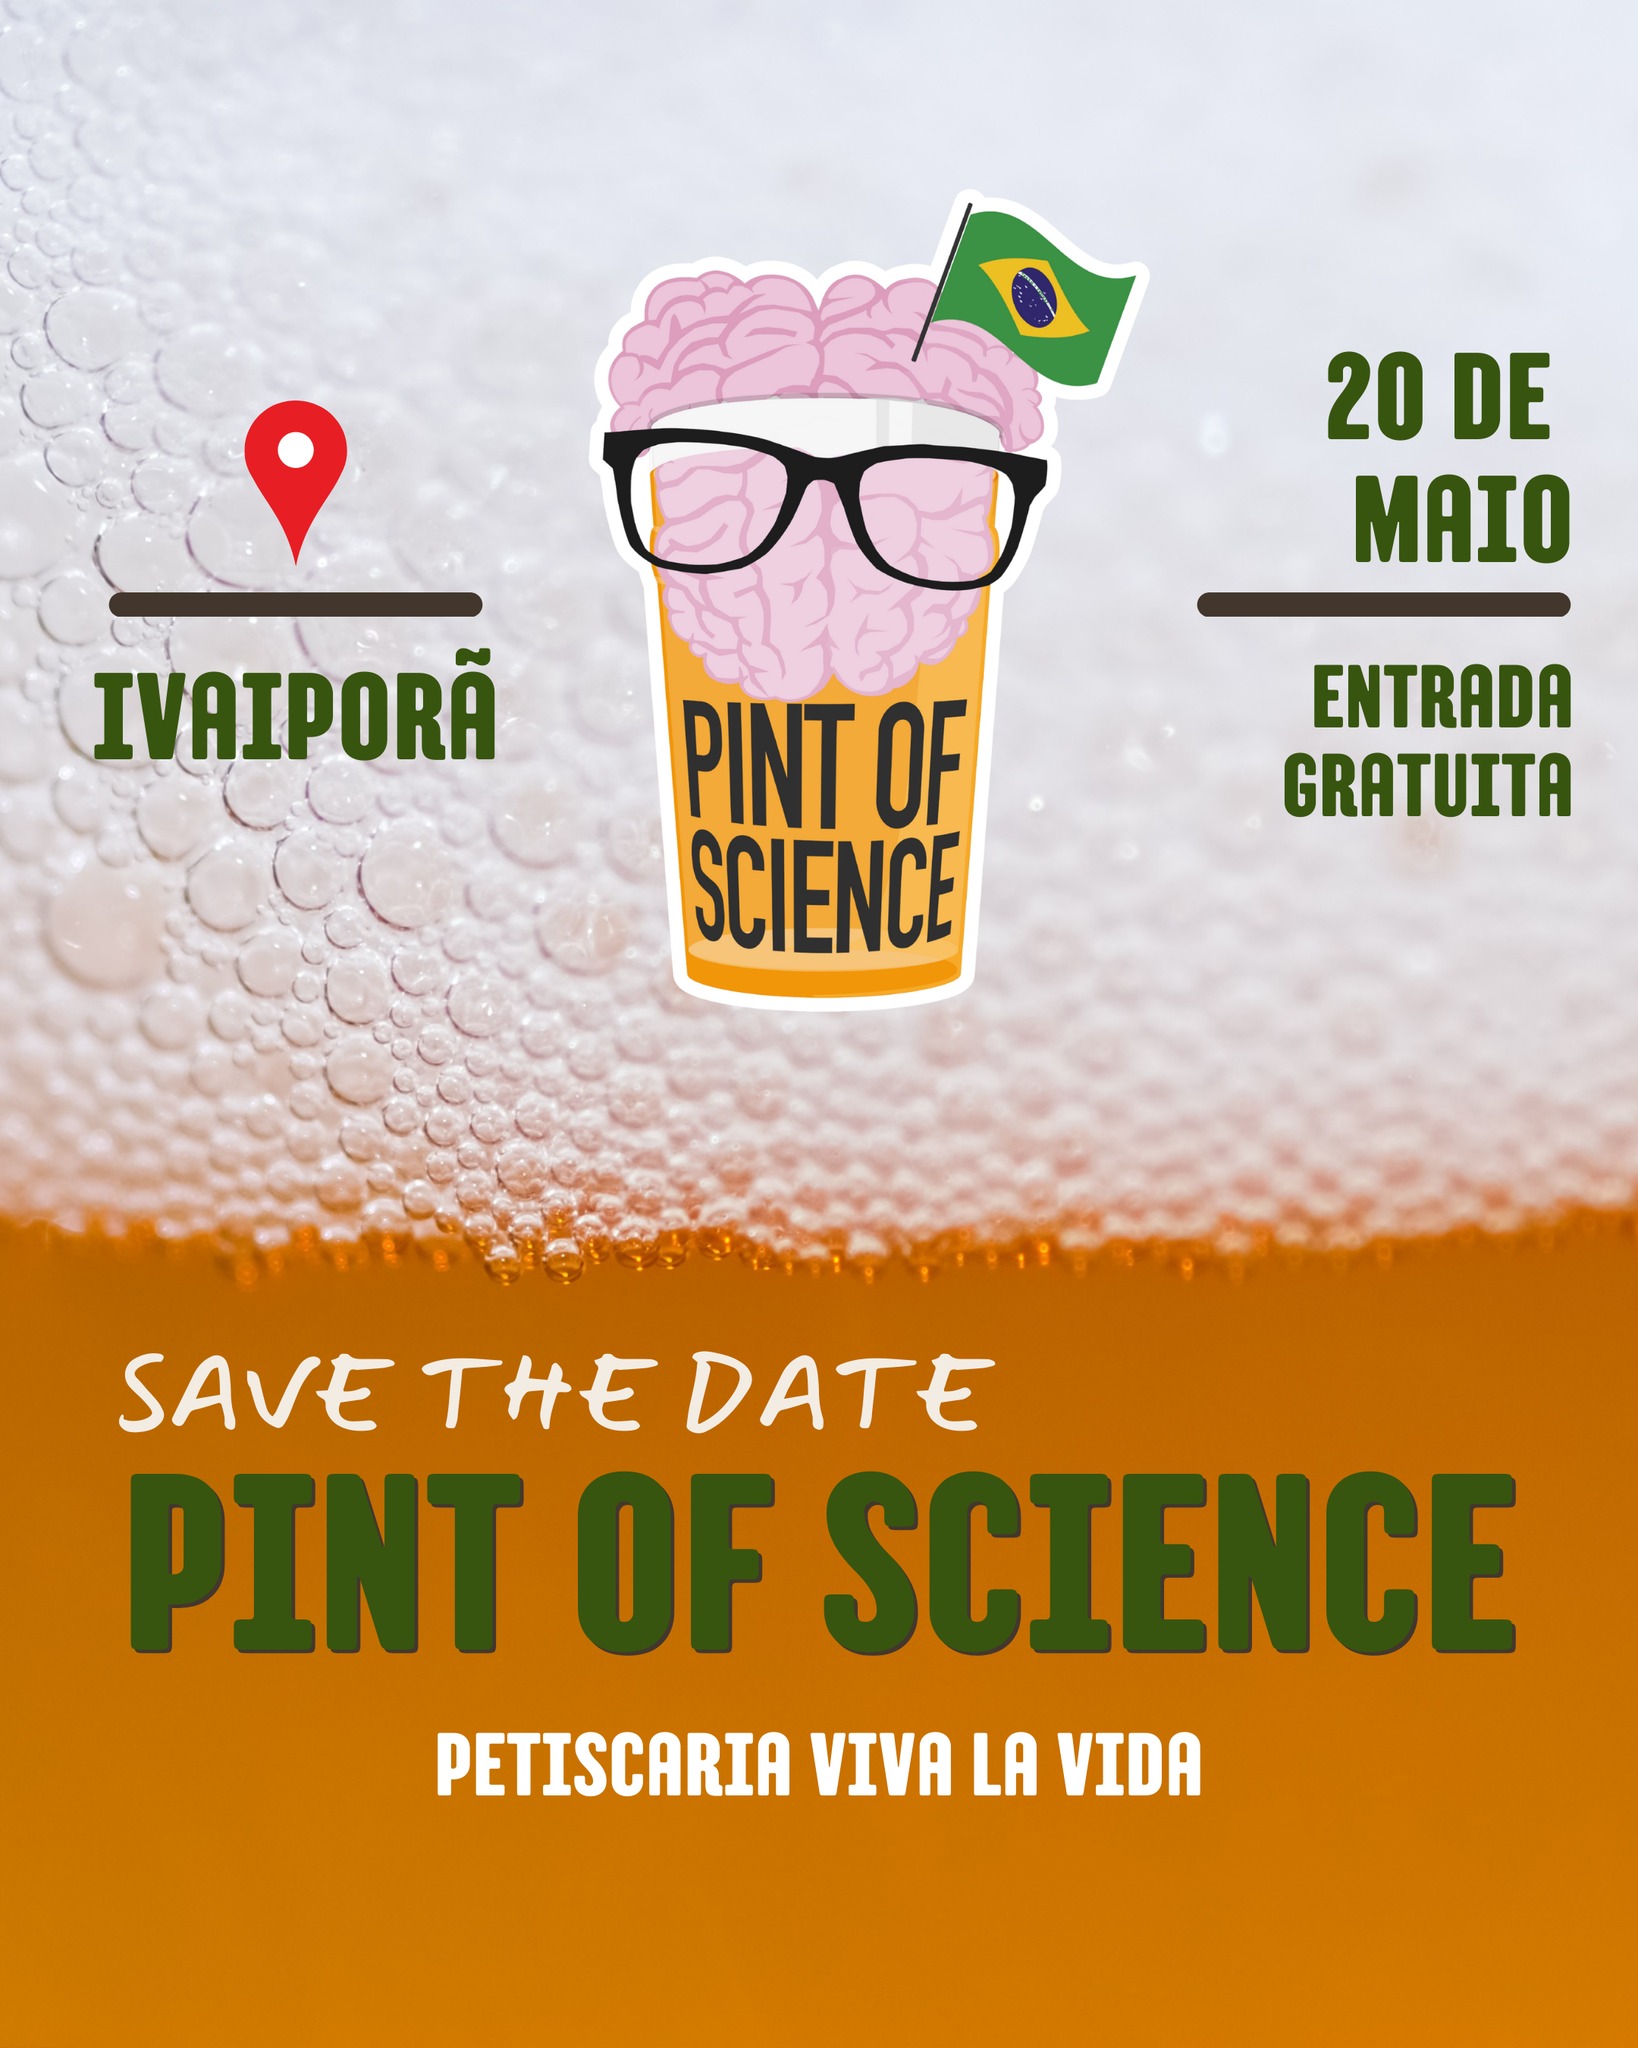 20 DE
MAIO
IVAIPORÃ
ENTRADA
GRATUITA
PINT OF
SCIENCE
SAVE THE DATE
PINT OF SCIENCE
PETISCARIA VIVA LA VIDA